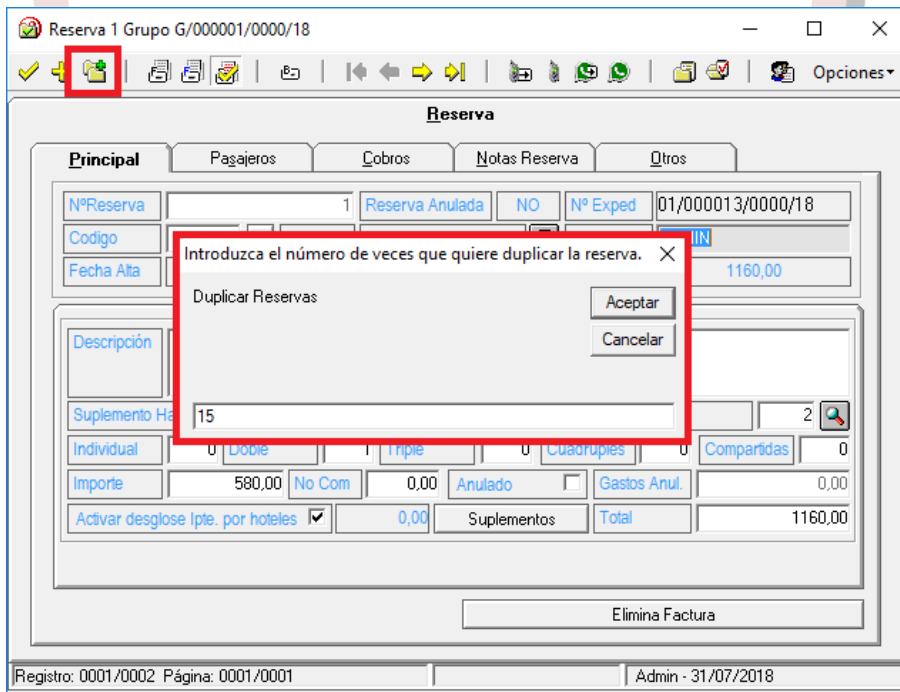 Reserva 1 Grupo G/000001/0000/18
Opciones
Reserva
Principal Pasajeros Cobros Notas Reserva Otros
NºReserva 1 Reserva Anulada NO Nº Exped 01/000013/0000/18
Codigo
Fecha Alta 1160,00
Introduzca el número de veces que quiere duplicar la reserva.
Duplicar Reservas Aceptar
Cancelar
15
Descripción
Suplemento 2
Individual 0 Doble 1 Triple 0 Cuadruples 0 Compartidas 0
Importe 580,00 No Com 0,00 Anulado Gastos Anul. 0,00
Activar desglose Ipte. por hoteles 0,00 Suplementos Total 1160,00
Elimina Factura
Registro: 0001/0002 Página: 0001/0001 Admin - 31/07/2018